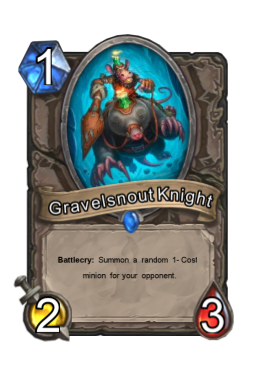 1
Gravelsnout Knight
Battlecry: Summon a random 1- Cost
minion for your opponent.
2
3